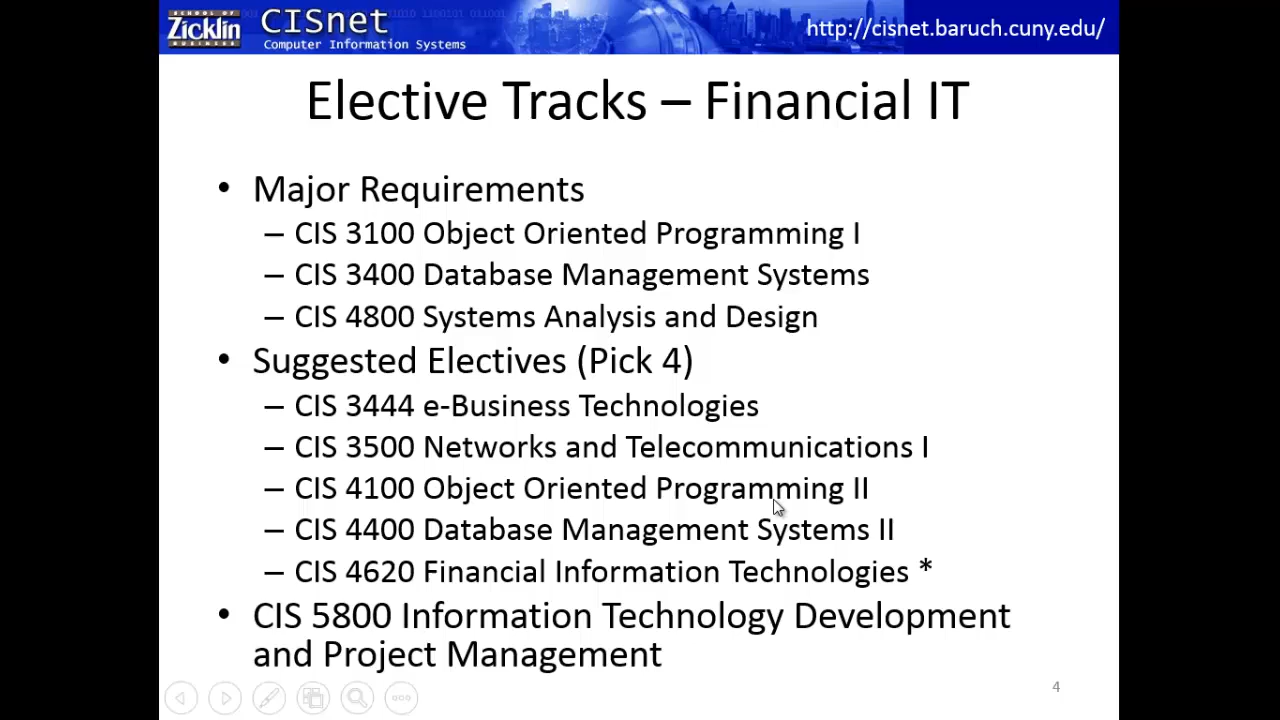 SCHOOL OF
Zicklin
BUSINESS
CISnet
Computer Information Systems
http://cisnet.baruch.cuny.edu/
Elective Tracks – Financial IT
• Major Requirements
– CIS 3100 Object Oriented Programming I
– CIS 3400 Database Management Systems
– CIS 4800 Systems Analysis and Design
• Suggested Electives (Pick 4)
– CIS 3444 e-Business Technologies
– CIS 3500 Networks and Telecommunications I
– CIS 4100 Object Oriented Programming II
– CIS 4400 Database Management Systems II
– CIS 4620 Financial Information Technologies *
• CIS 5800 Information Technology Development
and Project Management
4